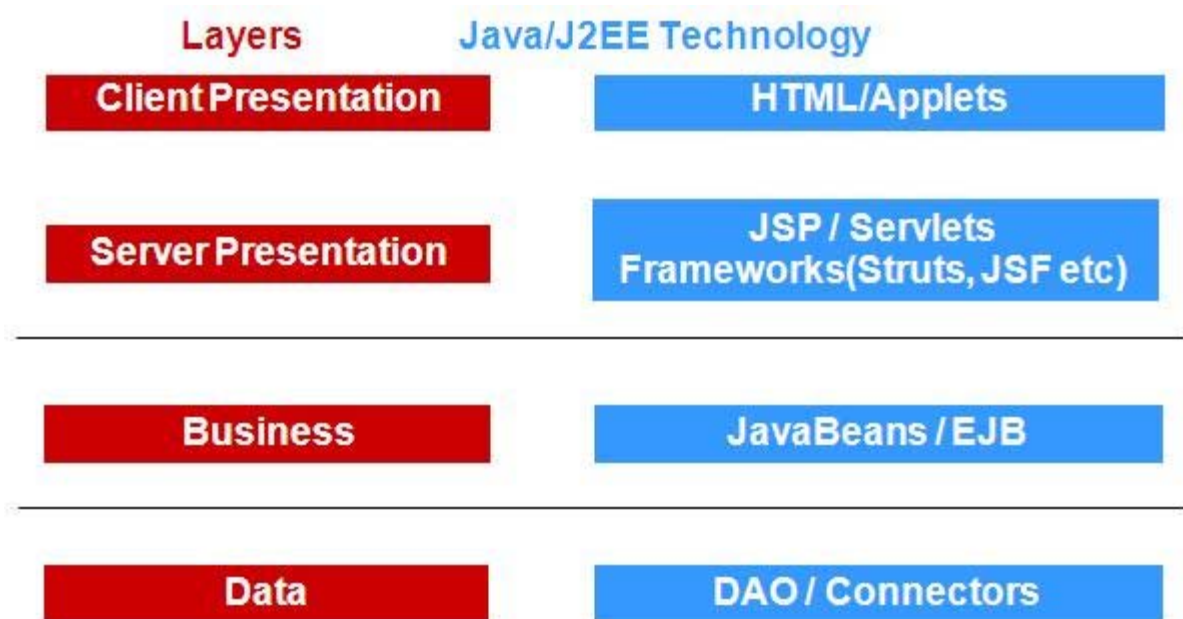 Layers Java/J2EE Technology
Client Presentation HTML/Applets
Server Presentation JSP / Servlets
Frameworks(Struts, JSF etc)
Business JavaBeans / EJB
Data DAO / Connectors